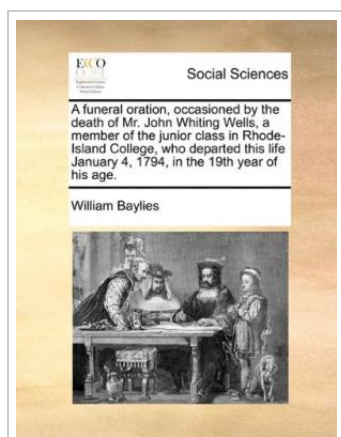 ECCO
Social Sciences
A funeral oration, occasioned by the
death of Mr. John Whiting Wells, a
member of the junior class in Rhode-
Island College, who departed this life
January 4, 1794, in the 19th year of
his age.
William Baylies